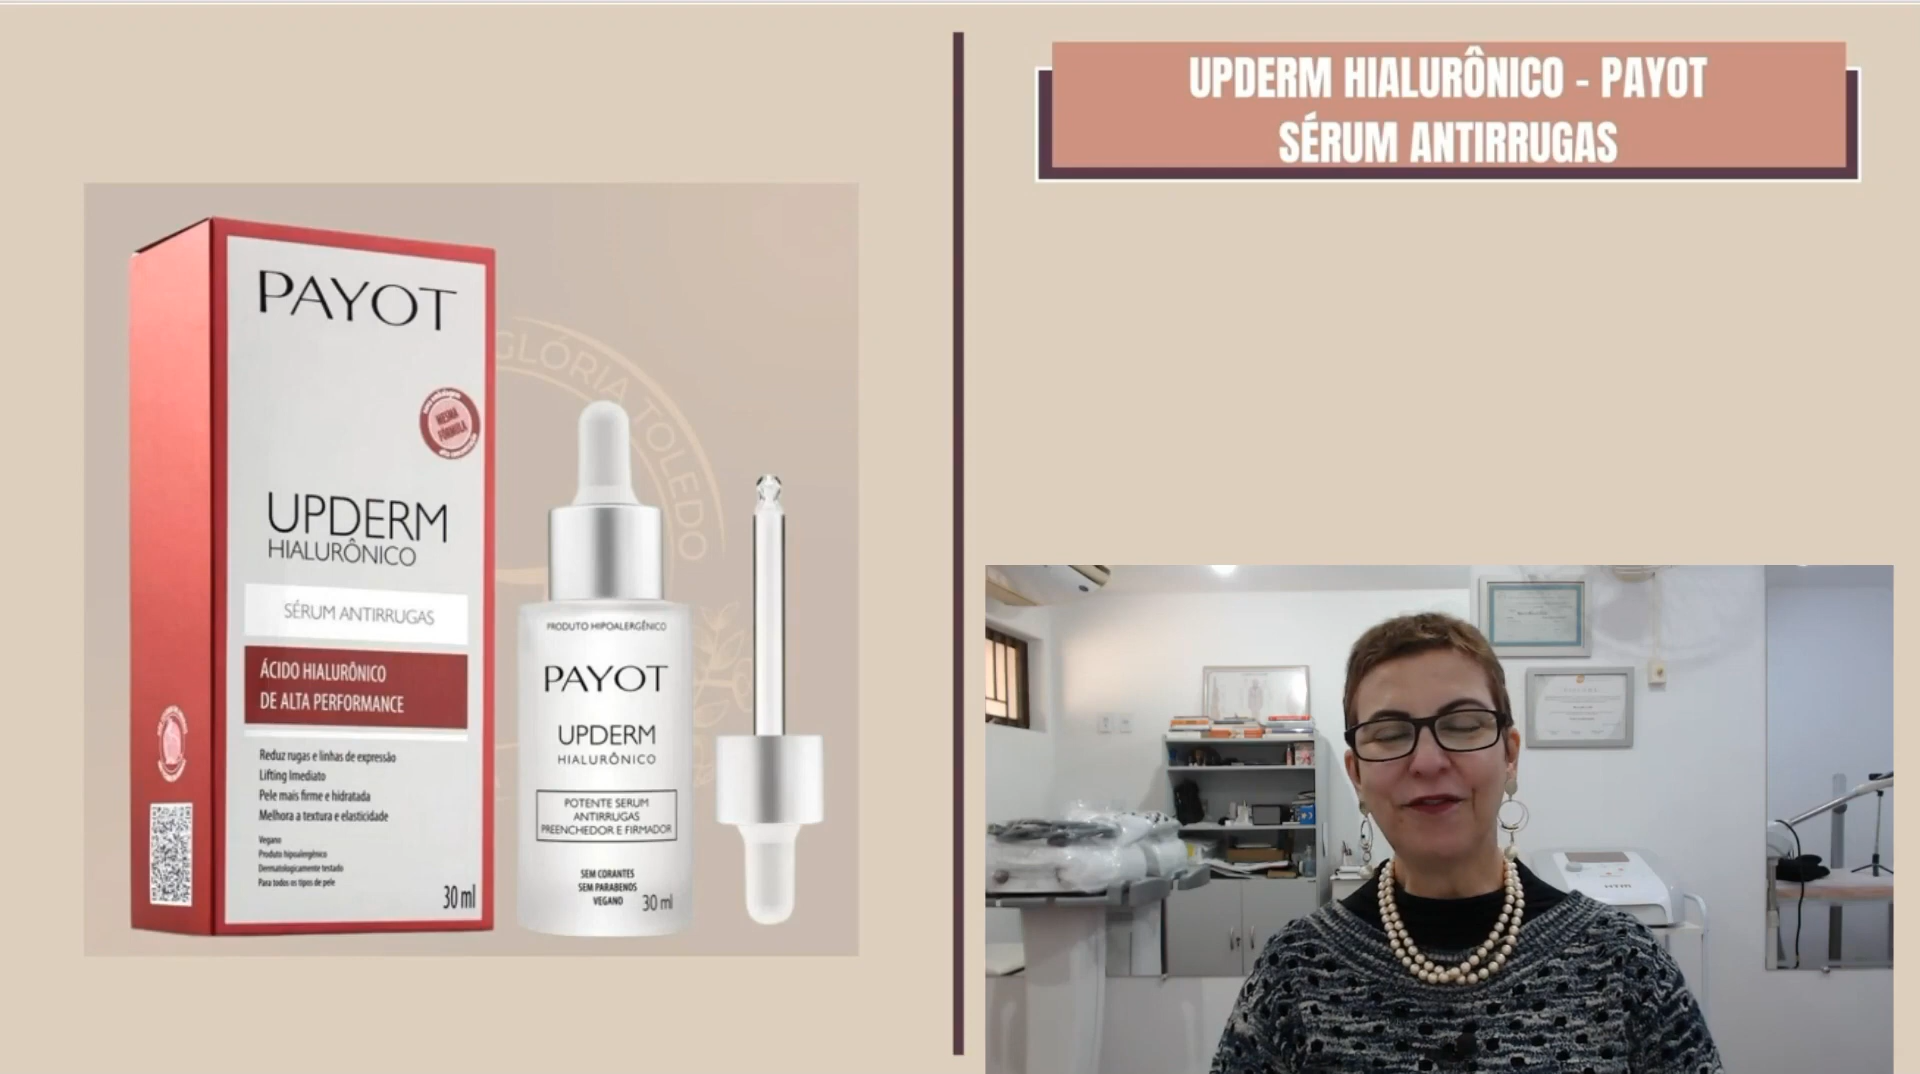 UPDERM HIALURÔNICO - PAYOT
SÉRUM ANTIRRUGAS
PAYOT
MESMA
FÓRMULA
UPDERM
HIALURÔNICO
SÉRUM ANTIRRUGAS
ÁCIDO HIALURÔNICO
DE ALTA PERFORMANCE
Reduz rugas e linhas de expressão
Lifting Imediato
Pele mais firme e hidratada
Melhora a textura e elasticidade
Vegano
Produto hipoalergênico
Dermatologicamente testado
Para todos os tipos de pele
30 ml
GLÓRIA TOLEDO
PRODUTO HIPOALERGÊNICO
PAYOT
UPDERM
HIALURÔNICO
POTENTE SERUM
ANTIRRUGAS
PREENCHEDOR E FIRMADOR
SEM CORANTES
SEM PARABENOS
VEGANO
30 ml
HTM